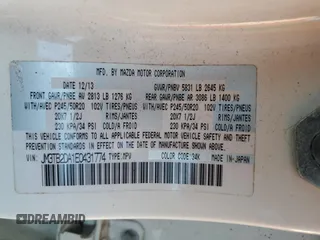 MFD. BY MAZDA MOTOR CORPORATION
DATE 12/13 GVWR/PNBV 5831 LB 2645 KG
FRONT GAWR/PNBE AV 2813 LB 1276 KG REAR GAWR/PNBE AR 3086 LB 1400 KG
WITH/AVEC P245/50R20 102V TIRES/PNEUS WITH/AVEC P245/50R20 102V TIRES/PNEUS
20X7 1/2J RIMS/JANTES 20X7 1/2J RIMS/JANTES
230 KPA/34 PSI COLD/A FROID 230 KPA/34 PSI COLD/A FROID
THIS VEHICLE CONFORMS TO ALL APPLICABLE FEDERAL MOTOR VEHICLE SAFETY, BUMPER, AND THEFT PREVENTION STANDARDS IN EFFECT ON THE DATE OF MANUFACTURE SHOWN ABOVE.
JM3TB2DA1E0431774 TYPE:MPV COLOR CODE 34K MADE-IN-JAPAN
© BIDFAMID